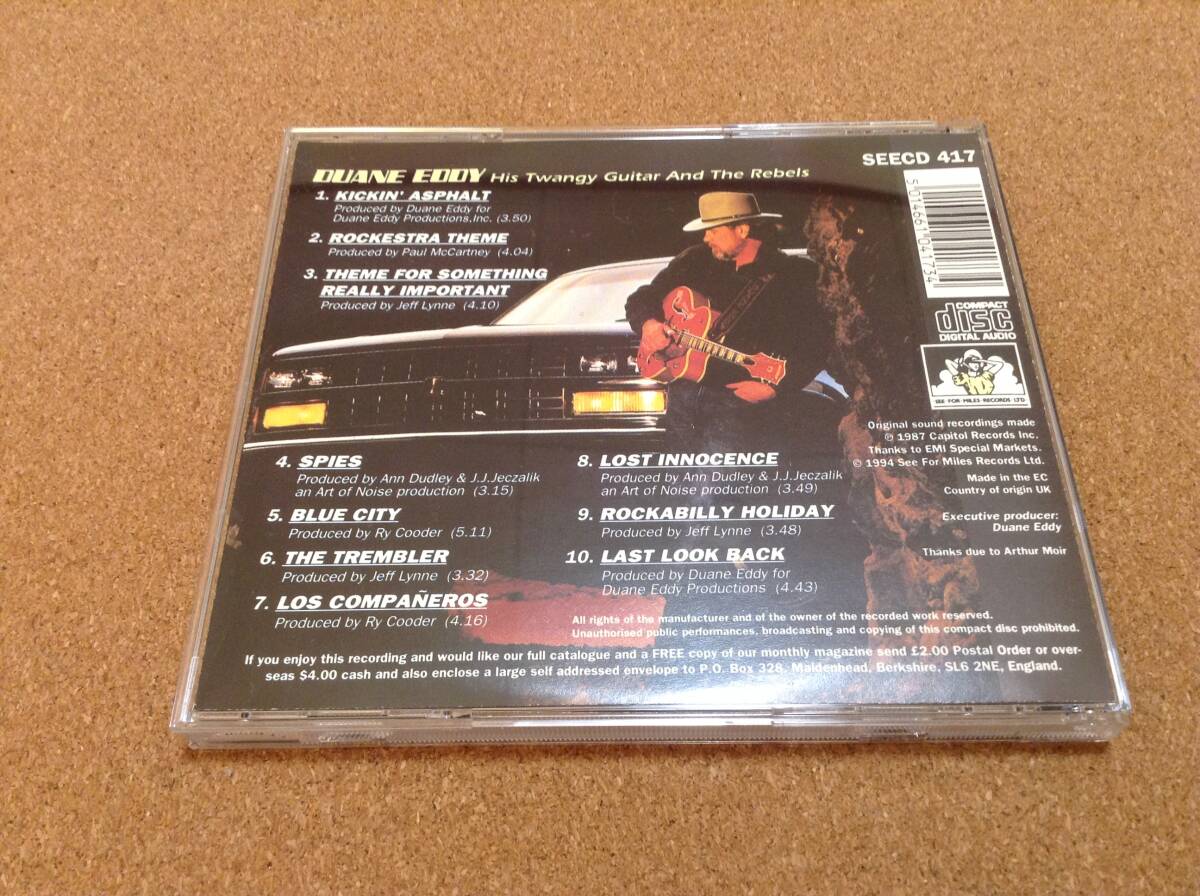 DUANE EDDY His Twangy Guitar And The Rebels
SEECD 417
1. KICKIN' ASPHALT
Produced by Duane Eddy for
Duane Eddy Productions,Inc. (3.50)
2. ROCKESTRA THEME
Produced by Paul McCartney (4.04)
3. THEME FOR SOMETHING
REALLY IMPORTANT
Produced by Jeff Lynne (4.10)
5 014661 041734
COMPACT
disc
DIGITAL AUDIO
SEE FOR MILES RECORDS LTD
4. SPIES
Produced by Ann Dudley & J.J.Jeczalik
an Art of Noise production (3.15)
5. BLUE CITY
Produced by Ry Cooder (5.11)
6. THE TREMBLER
Produced by Jeff Lynne (3.32)
7. LOS COMPAÑEROS
Produced by Ry Cooder (4.16)
8. LOST INNOCENCE
Produced by Ann Dudley & J.J.Jeczalik
an Art of Noise production (3.49)
9. ROCKABILLY HOLIDAY
Produced by Jeff Lynne (3.48)
10. LAST LOOK BACK
Produced by Duane Eddy for
Duane Eddy Productions (4.43)
Original sound recordings made
℗ 1987 Capitol Records Inc.
Thanks to EMI Special Markets.
© 1994 See For Miles Records Ltd.
Made in the EC
Country of origin UK
Executive producer:
Duane Eddy
Thanks due to Arthur Moir
All rights of the manufacturer and of the owner of the recorded work reserved.
Unauthorised public performances, broadcasting and copying of this compact disc prohibited.
If you enjoy this recording and would like our full catalogue and a FREE copy of our monthly magazine send £2.00 Postal Order or over-
seas $4.00 cash and also enclose a large self addressed envelope to P.O. Box 328, Maidenhead, Berkshire, SL6 2NE, England.